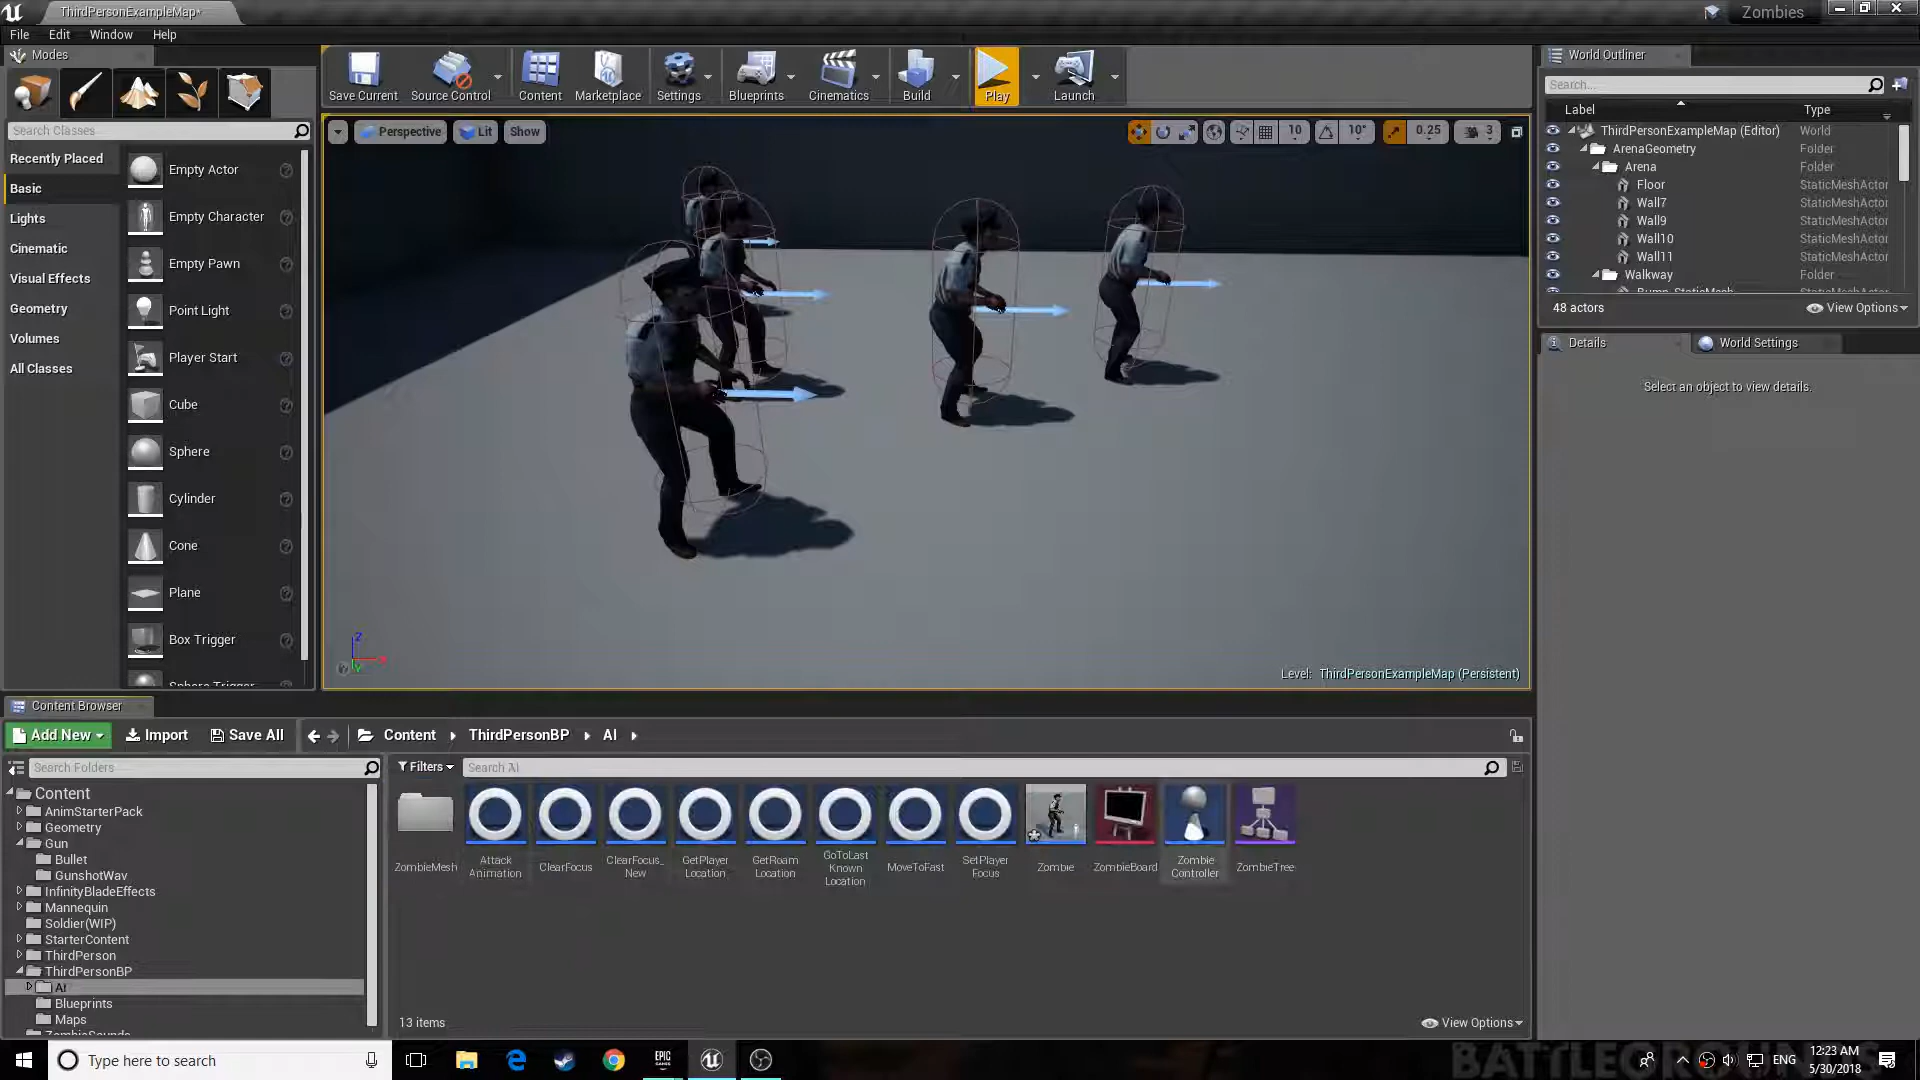 ThirdPersonExampleMap*
Zombies
File Edit Window Help
Modes
Search Classes
Recently Placed
Basic
Lights
Cinematic
Visual Effects
Geometry
Volumes
All Classes
Empty Actor
Empty Character
Empty Pawn
Point Light
Player Start
Cube
Sphere
Cylinder
Cone
Plane
Box Trigger
Sphere Trigger
Save Current
Source Control
Content
Marketplace
Settings
Blueprints
Cinematics
Build
Play
Launch
Perspective Lit Show
10 10° 0.25 3
Z
Level: ThirdPersonExampleMap (Persistent)
World Outliner
Search...
Label Type
ThirdPersonExampleMap (Editor) World
ArenaGeometry Folder
Arena Folder
Floor StaticMeshActor
Wall7 StaticMeshActor
Wall9 StaticMeshActor
Wall10 StaticMeshActor
Wall11 StaticMeshActor
Walkway Folder
Bump_StaticMesh
48 actors View Options
Details World Settings
Select an object to view details.
Content Browser
Add New Import Save All Content ThirdPersonBP AI
Search Folders
Filters Search AI
Content
AnimStarterPack
Geometry
Gun
Bullet
GunshotWav
InfinityBladeEffects
Mannequin
Soldier(WIP)
StarterContent
ThirdPerson
ThirdPersonBP
AI
Blueprints
Maps
ZombieSounds
ZombieMesh
Attack
Animation
ClearFocus
ClearFocus_
New
GetPlayer
Location
GetRoam
Location
GoToLast
Known
Location
MoveToFast
SetPlayer
Focus
Zombie
ZombieBoard
Zombie
Controller
ZombieTree
13 items View Options
Type here to search
EPIC
GAMES
ENG
12:23 AM
5/30/2018
BATTLEGROUNDS